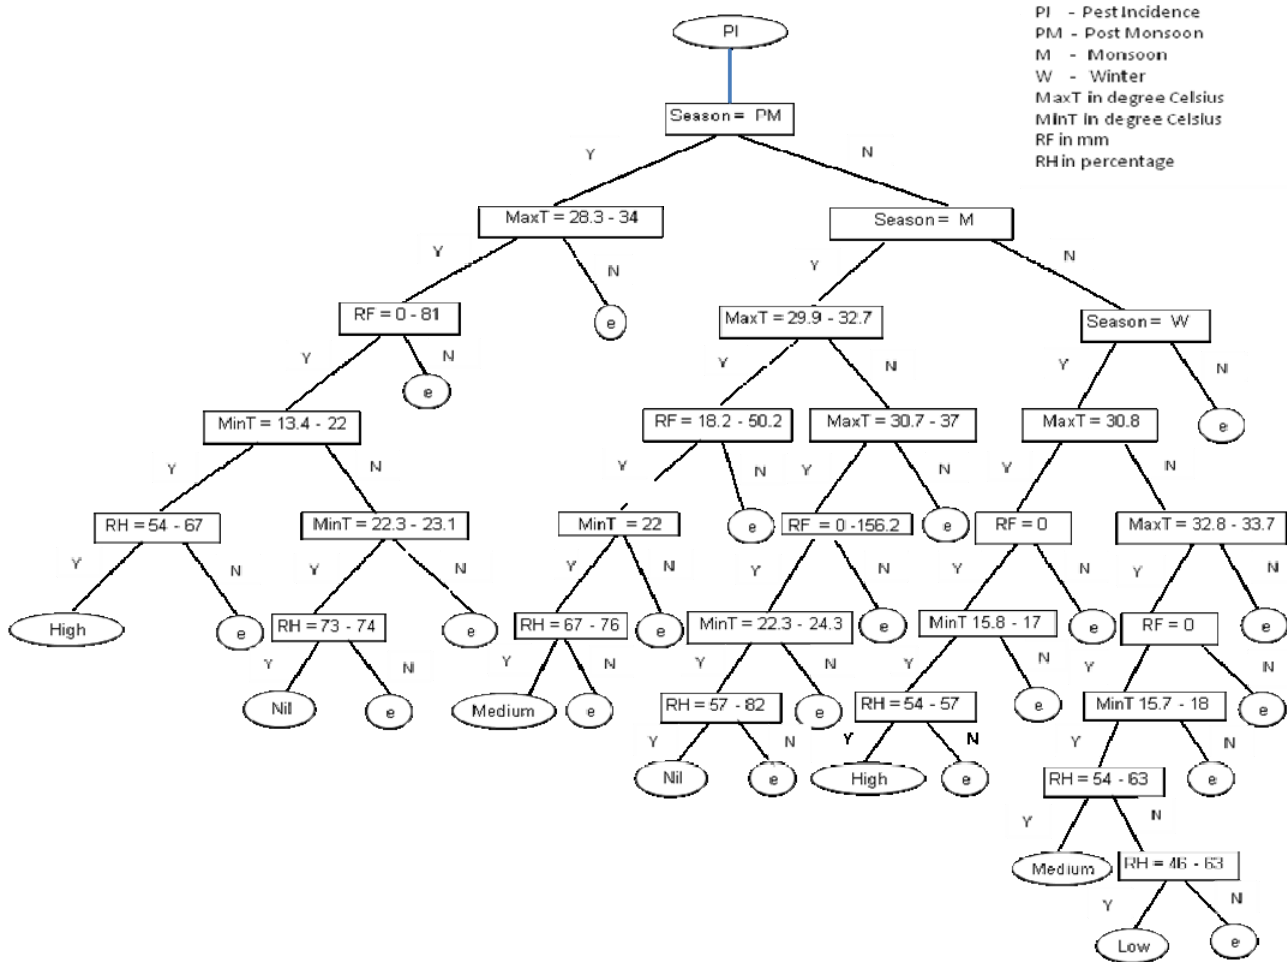 PI - Pest Incidence
PM - Post Monsoon
M - Monsoon
W - Winter
MaxT in degree Celsius
MinT in degree Celsius
RF in mm
RH in percentage
PI
Season = PM
Y
N
MaxT = 28.3 - 34
Season = M
Y
N
Y
N
RF = 0 - 81
e
MaxT = 29.9 - 32.7
Season = W
Y
N
Y
N
Y
N
e
MinT = 13.4 - 22
RF = 18.2 - 50.2
MaxT = 30.7 - 37
MaxT = 30.8
e
Y
N
Y
N
Y
N
Y
N
RH = 54 - 67
MinT = 22.3 - 23.1
MinT = 22
e
RF = 0 -156.2
e
RF = 0
MaxT = 32.8 - 33.7
Y
N
Y
N
Y
N
Y
N
Y
N
Y
N
High
e
RH = 73 - 74
e
RH = 67 - 76
e
MinT = 22.3 - 24.3
e
MinT 15.8 - 17
e
RF = 0
e
Y
N
Y
N
Y
N
Y
N
Y
N
Nil
e
Medium
e
RH = 57 - 82
e
RH = 54 - 57
e
MinT 15.7 - 18
e
Y
N
Y
N
Y
N
Nil
e
High
e
RH = 54 - 63
e
Y
N
Medium
RH = 46 - 63
Y
N
Low
e